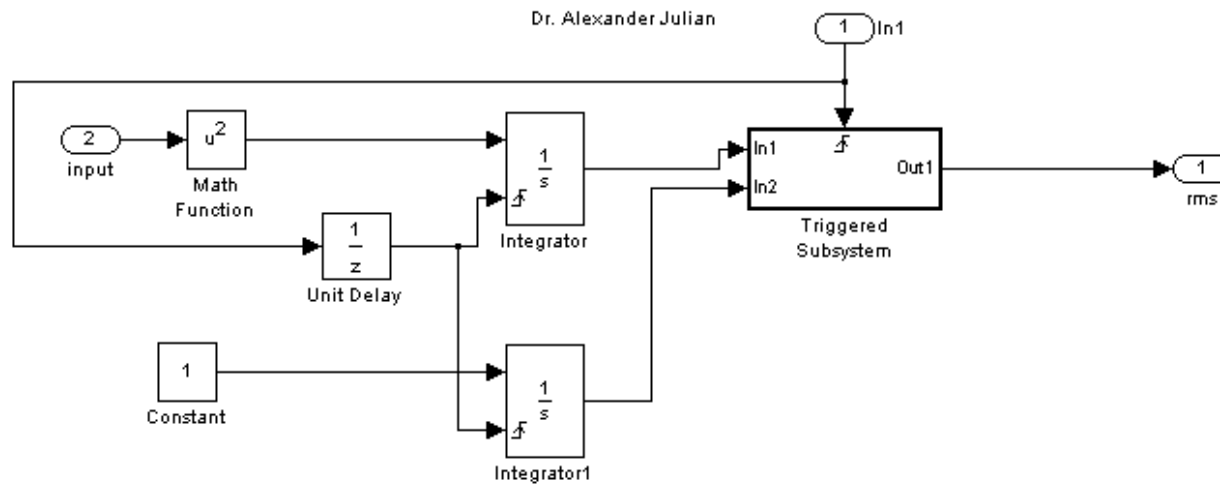 Dr. Alexander Julian
1
In1
2
input
u2
Math
Function
1
s
Integrator
In1
In2
Out1
Triggered
Subsystem
1
rms
1
z
Unit Delay
1
Constant
1
s
Integrator1